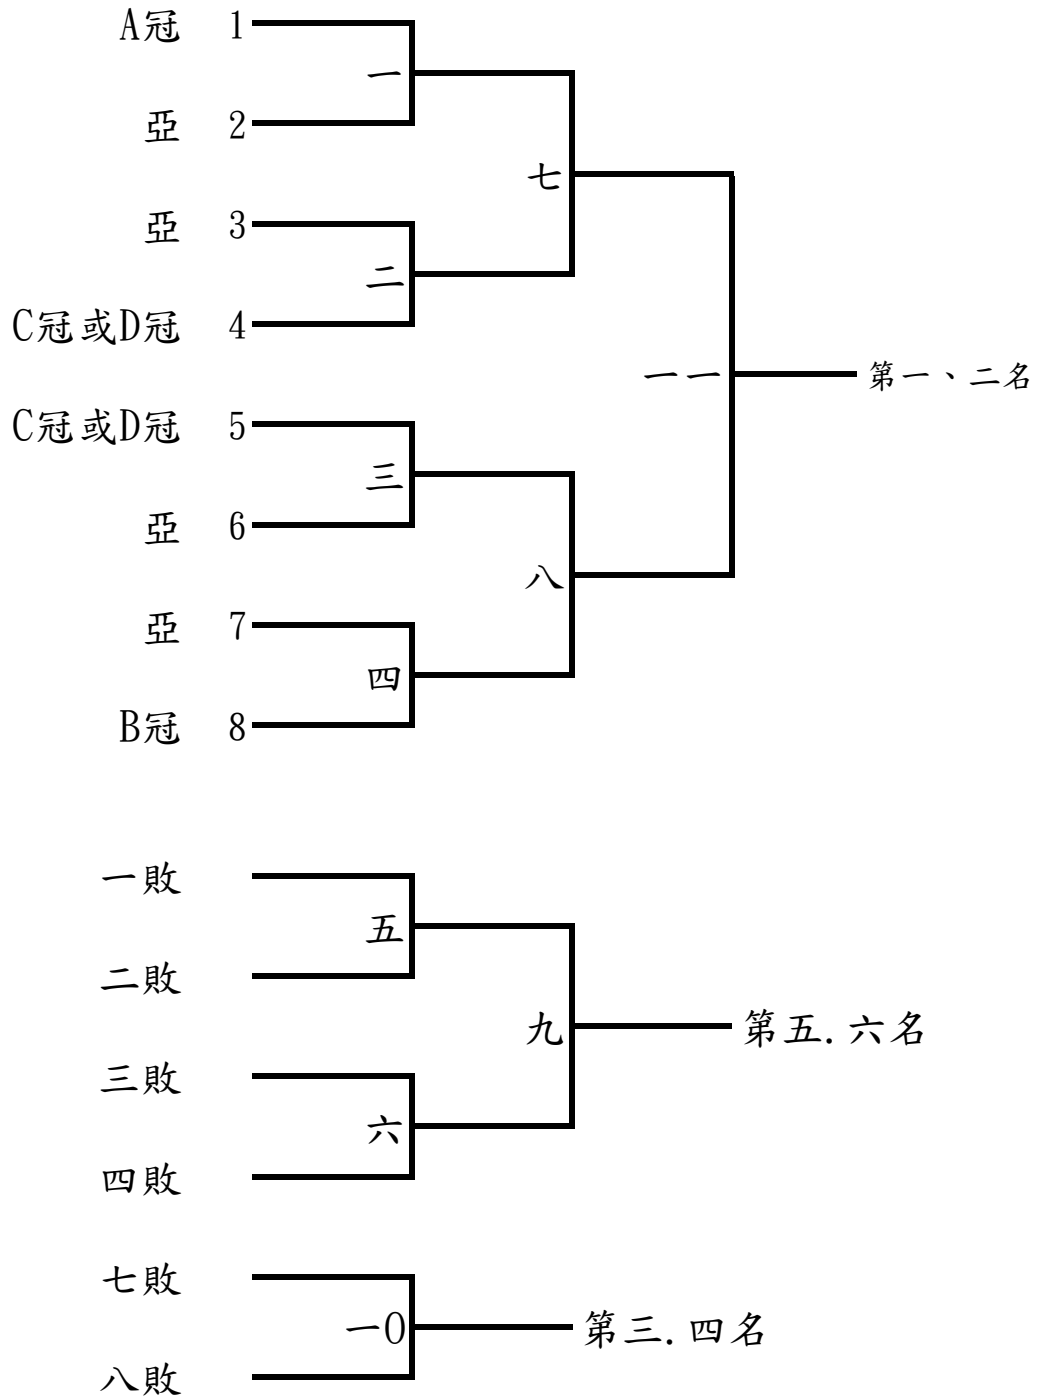 A冠 1
一
亞 2
七
亞 3
二
C冠或D冠 4
一一 第一、二名
C冠或D冠 5
三
亞 6
八
亞 7
四
B冠 8
一敗
五
二敗
九 第五.六名
三敗
六
四敗
七敗
一0 第三.四名
八敗